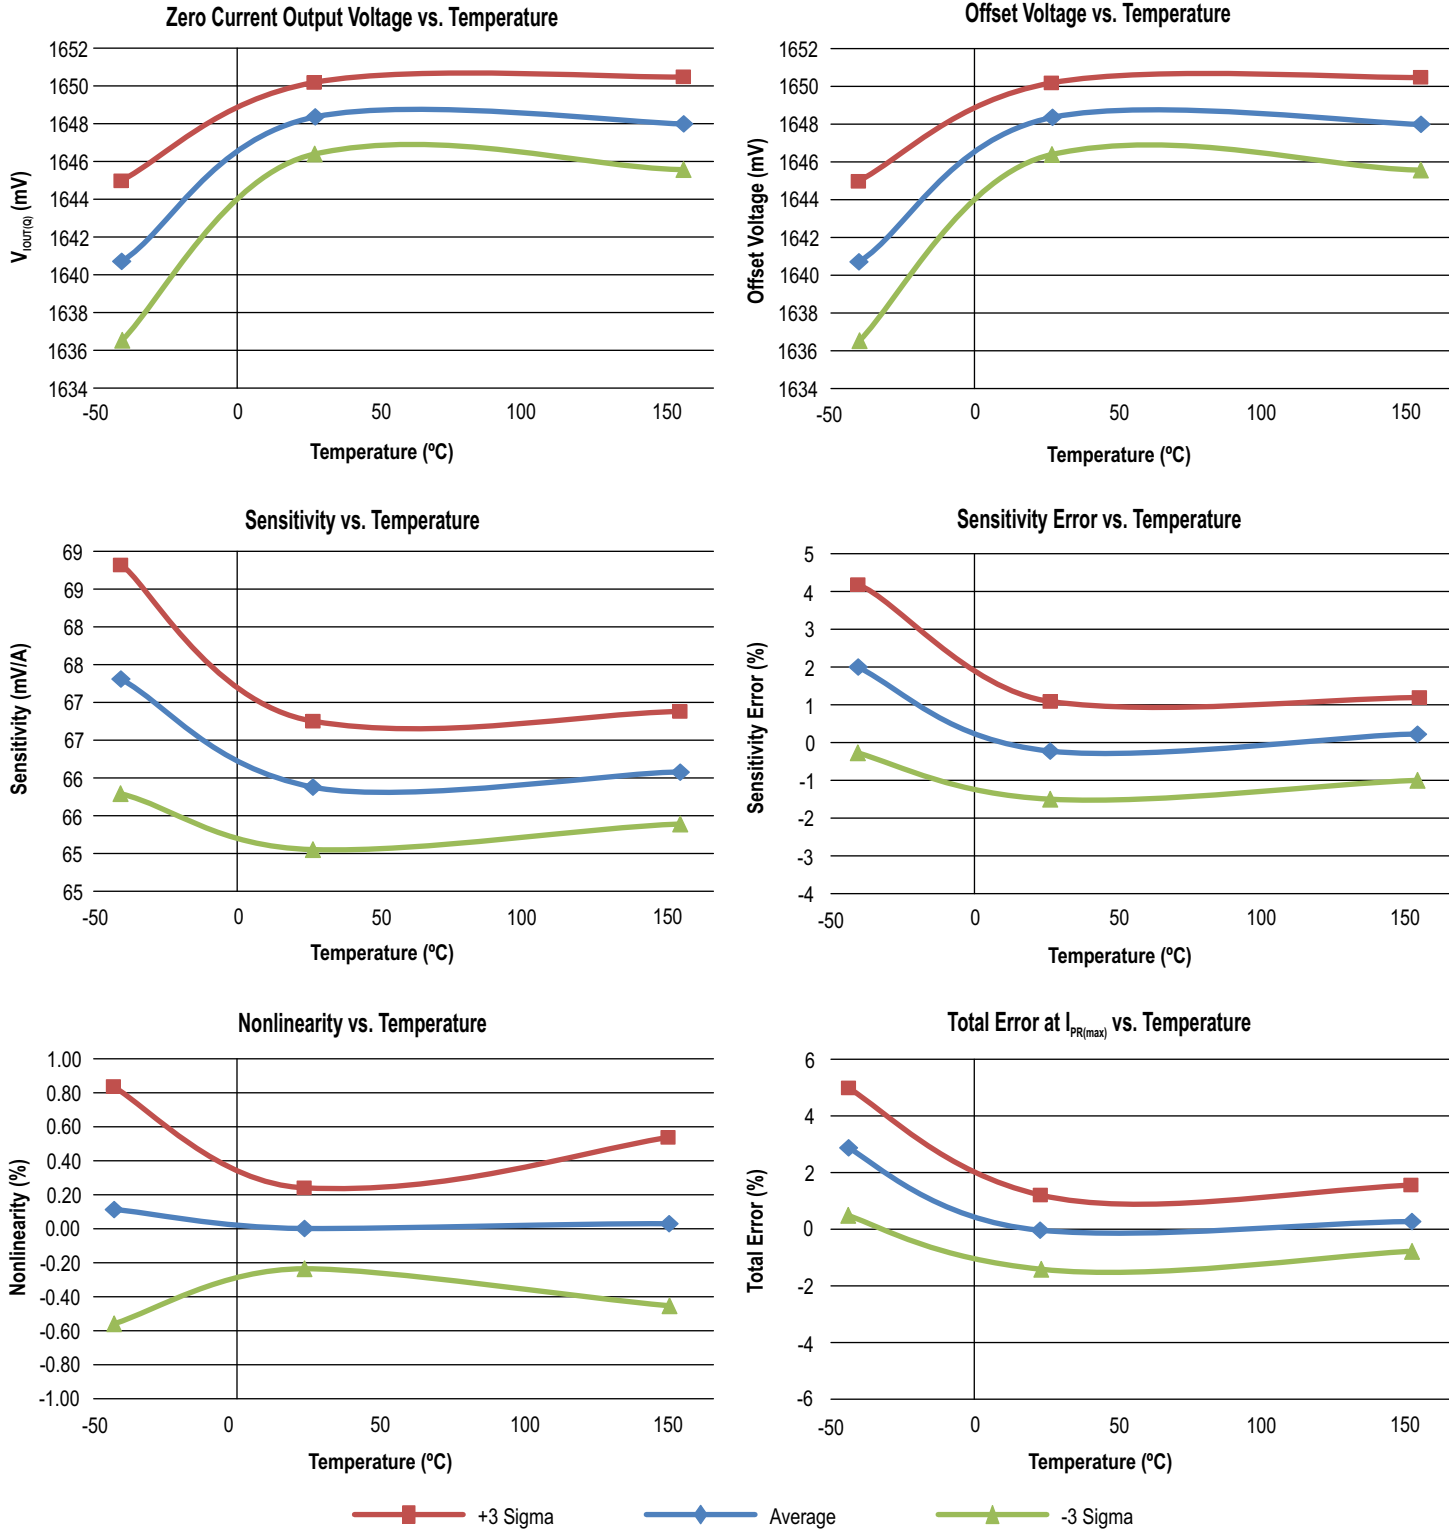 Zero Current Output Voltage vs. Temperature
1652
1650
1648
1646
1644
1642
1640
1638
1636
1634
VIOUT(Q) (mV)
-50 0 50 100 150
Temperature (ºC)
Offset Voltage vs. Temperature
1652
1650
1648
1646
1644
1642
1640
1638
1636
1634
Offset Voltage (mV)
-50 0 50 100 150
Temperature (ºC)
Sensitivity vs. Temperature
69
69
68
68
67
67
66
66
65
65
Sensitivity (mV/A)
-50 0 50 100 150
Temperature (ºC)
Sensitivity Error vs. Temperature
5
4
3
2
1
0
-1
-2
-3
-4
Sensitivity Error (%)
-50 0 50 100 150
Temperature (ºC)
Nonlinearity vs. Temperature
1.00
0.80
0.60
0.40
0.20
0.00
-0.20
-0.40
-0.60
-0.80
-1.00
Nonlinearity (%)
-50 0 50 100 150
Temperature (ºC)
Total Error at IPR(max) vs. Temperature
6
4
2
0
-2
-4
-6
Total Error (%)
-50 0 50 100 150
Temperature (ºC)
+3 Sigma Average -3 Sigma